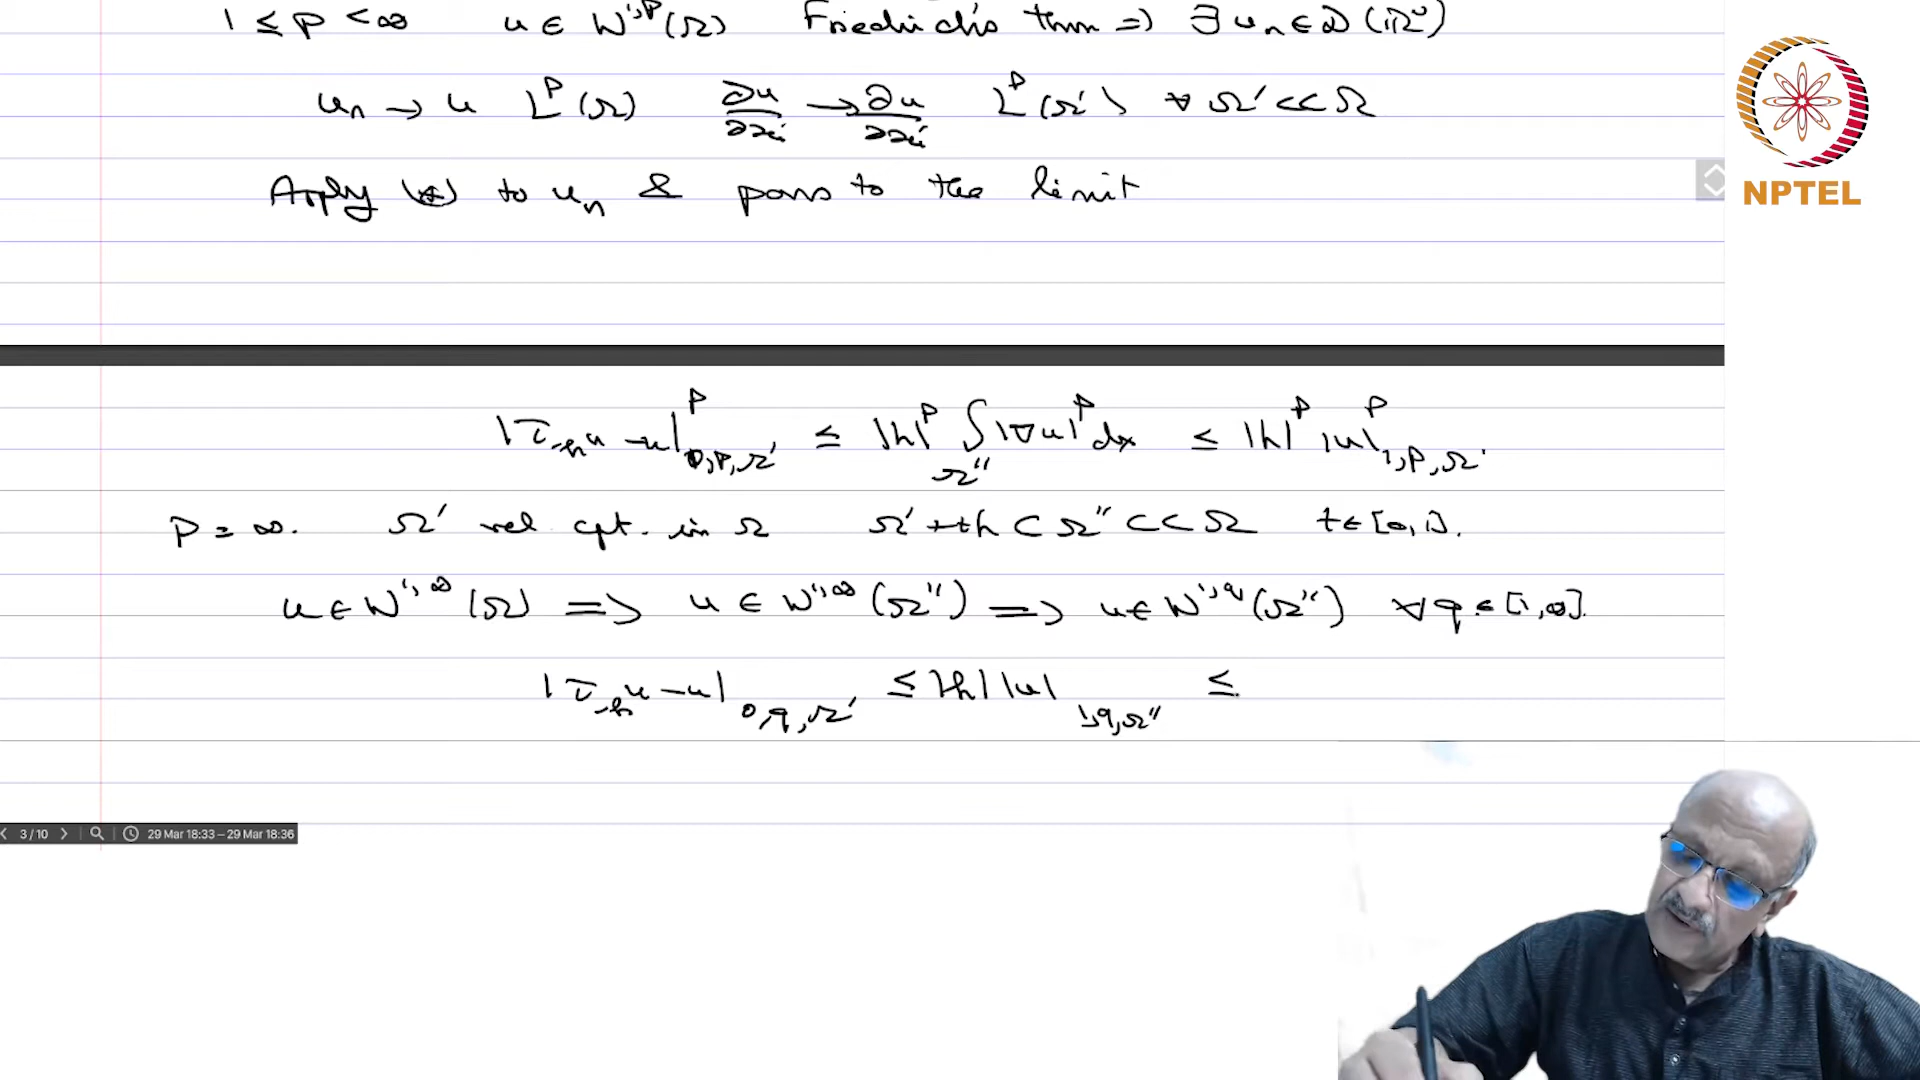 1 ≤ p < ∞ u ∈ W^{1,p}(Ω) Friedrichs thm ⇒ ∃ u_n ∈ D(ℝ^N)
u_n → u L^p(Ω) ∂u/∂x_i → ∂u/∂x_i L^p(Ω') ∀ Ω' ⊂⊂ Ω
Apply (*) to u_n & pass to the limit
NPTEL
|τ_{-h}u - u|^p_{0,p,Ω'} ≤ |h|^p ∫_{Ω''} |∇u|^p dx ≤ |h|^p |u|^p_{1,p,Ω'}
p = ∞. Ω' rel. cpt. in Ω Ω' + th ⊂ Ω'' ⊂⊂ Ω t ∈ [0,1].
u ∈ W^{1,∞}(Ω) ⇒ u ∈ W^{1,∞}(Ω'') ⇒ u ∈ W^{1,q}(Ω'') ∀ q ∈ [1,∞].
|τ_{-h}u - u|_{0,q,Ω'} ≤ |h| |u|_{1,q,Ω''} ≤
3 / 10 29 Mar 18:33 – 29 Mar 18:36